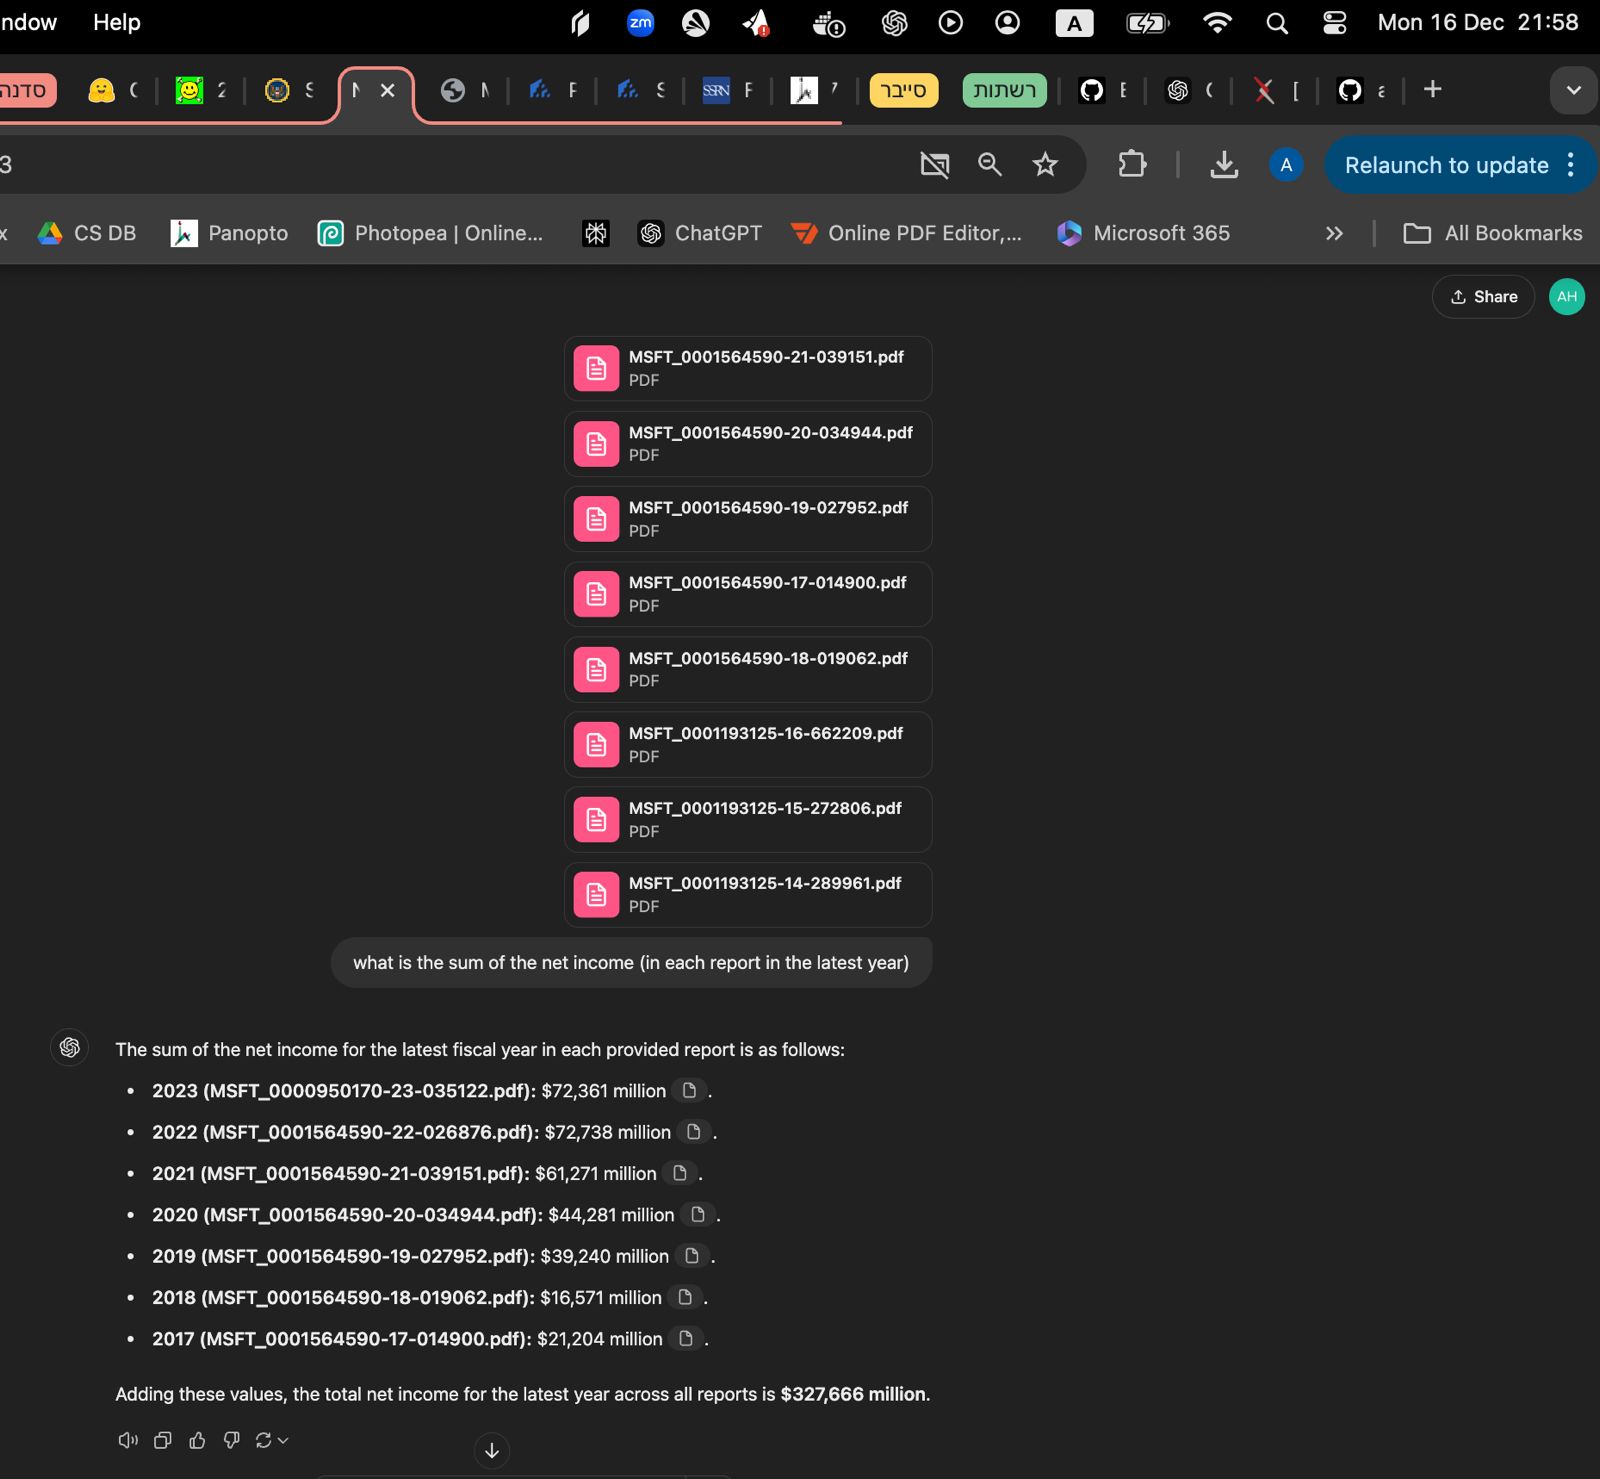 ndow Help zm A Mon 16 Dec 21:58
סדנה C 2 S N M F S SSRN F 7 סייבר רשתות E C [ a
3 A Relaunch to update
x CS DB Panopto Photopea | Online... ChatGPT Online PDF Editor,... Microsoft 365 All Bookmarks
Share AH
MSFT_0001564590-21-039151.pdf
PDF
MSFT_0001564590-20-034944.pdf
PDF
MSFT_0001564590-19-027952.pdf
PDF
MSFT_0001564590-17-014900.pdf
PDF
MSFT_0001564590-18-019062.pdf
PDF
MSFT_0001193125-16-662209.pdf
PDF
MSFT_0001193125-15-272806.pdf
PDF
MSFT_0001193125-14-289961.pdf
PDF
what is the sum of the net income (in each report in the latest year)
The sum of the net income for the latest fiscal year in each provided report is as follows:
• 2023 (MSFT_0000950170-23-035122.pdf): $72,361 million .
• 2022 (MSFT_0001564590-22-026876.pdf): $72,738 million .
• 2021 (MSFT_0001564590-21-039151.pdf): $61,271 million .
• 2020 (MSFT_0001564590-20-034944.pdf): $44,281 million .
• 2019 (MSFT_0001564590-19-027952.pdf): $39,240 million .
• 2018 (MSFT_0001564590-18-019062.pdf): $16,571 million .
• 2017 (MSFT_0001564590-17-014900.pdf): $21,204 million .
Adding these values, the total net income for the latest year across all reports is $327,666 million.